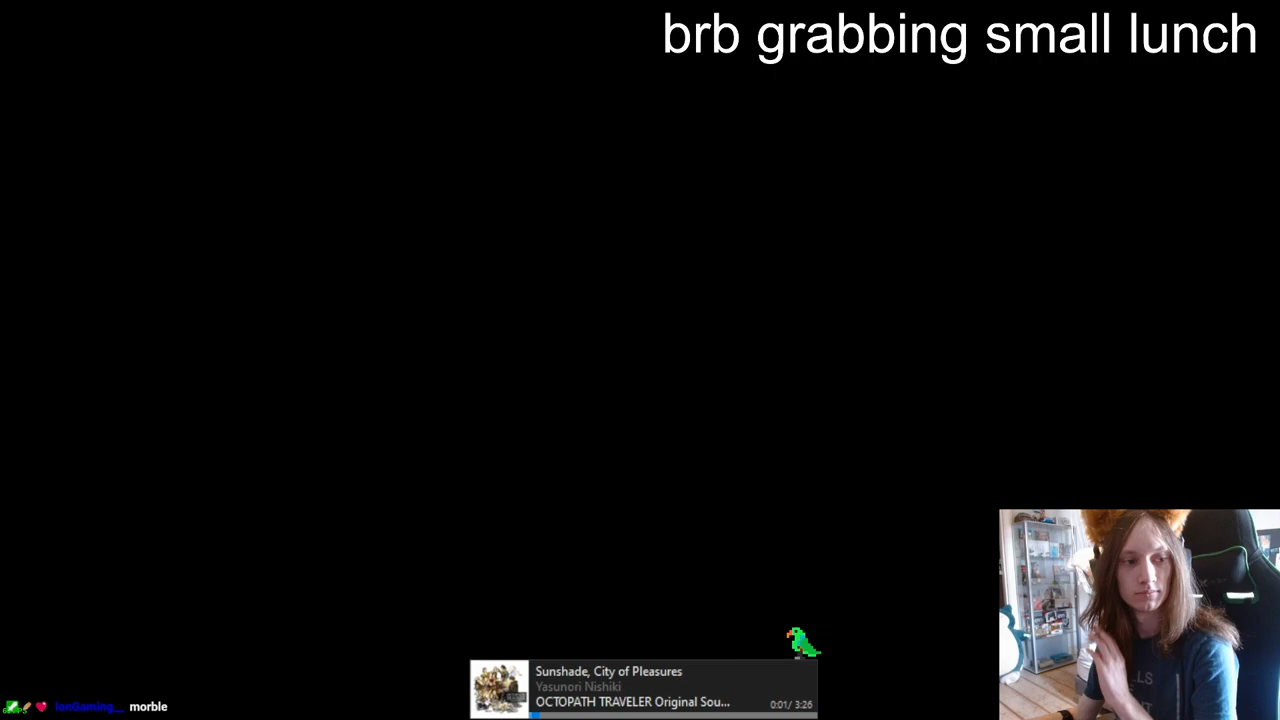 brb grabbing small lunch
Sunshade, City of Pleasures
Yasunori Nishiki
OCTOPATH TRAVELER Original Sou...
0:01/ 3:26
IonGaming__ morble